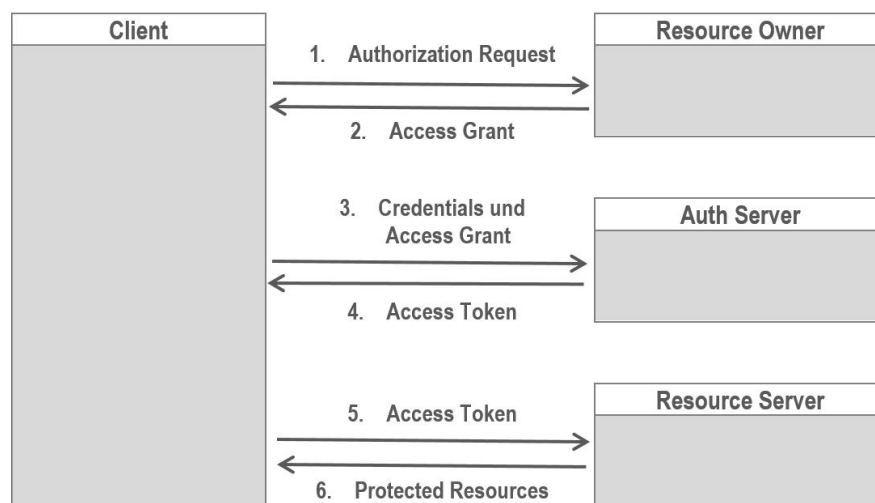 Client
Resource Owner
1. Authorization Request
2. Access Grant
3. Credentials und
Access Grant
Auth Server
4. Access Token
Resource Server
5. Access Token
6. Protected Resources